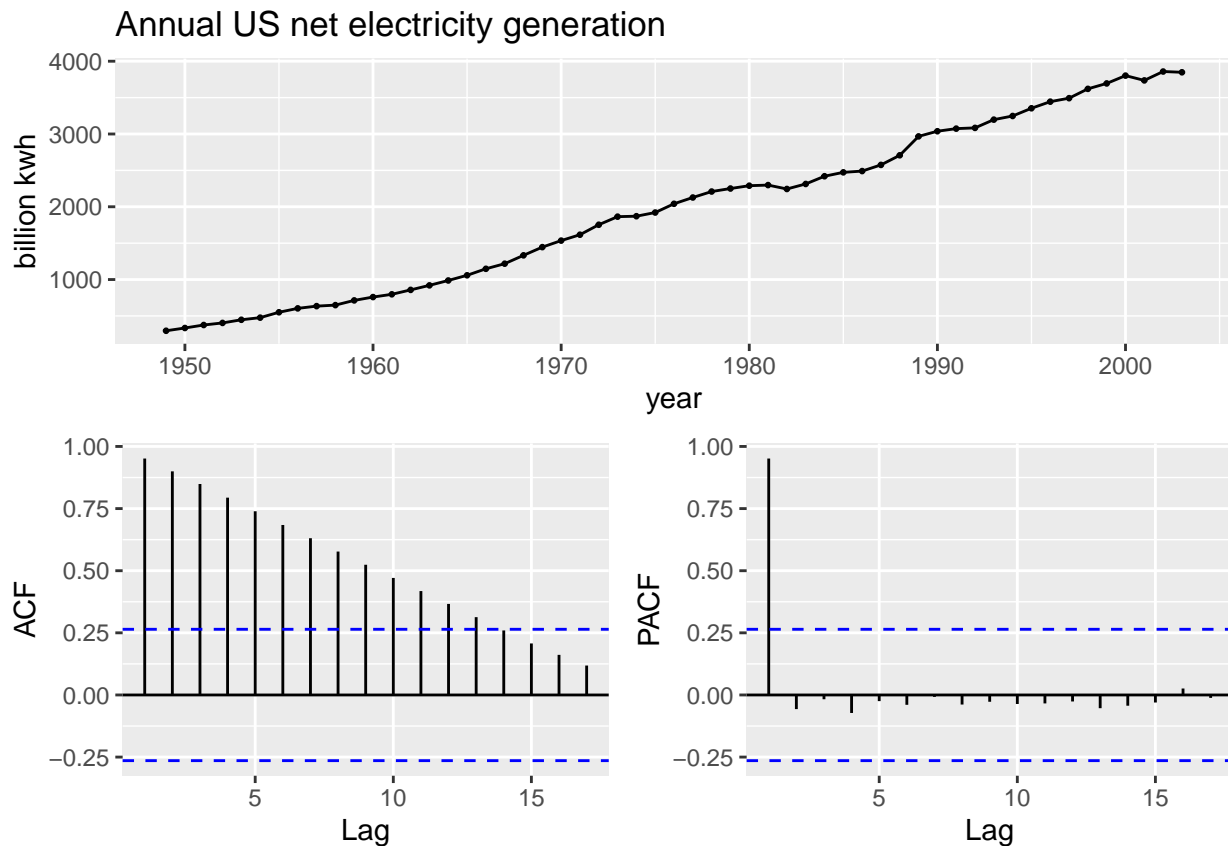 Annual US net electricity generation
4000
3000
2000
1000
billion kwh
1950 1960 1970 1980 1990 2000
year
1.00
0.75
0.50
0.25
0.00
−0.25
ACF
5 10 15
Lag
1.00
0.75
0.50
0.25
0.00
−0.25
PACF
5 10 15
Lag